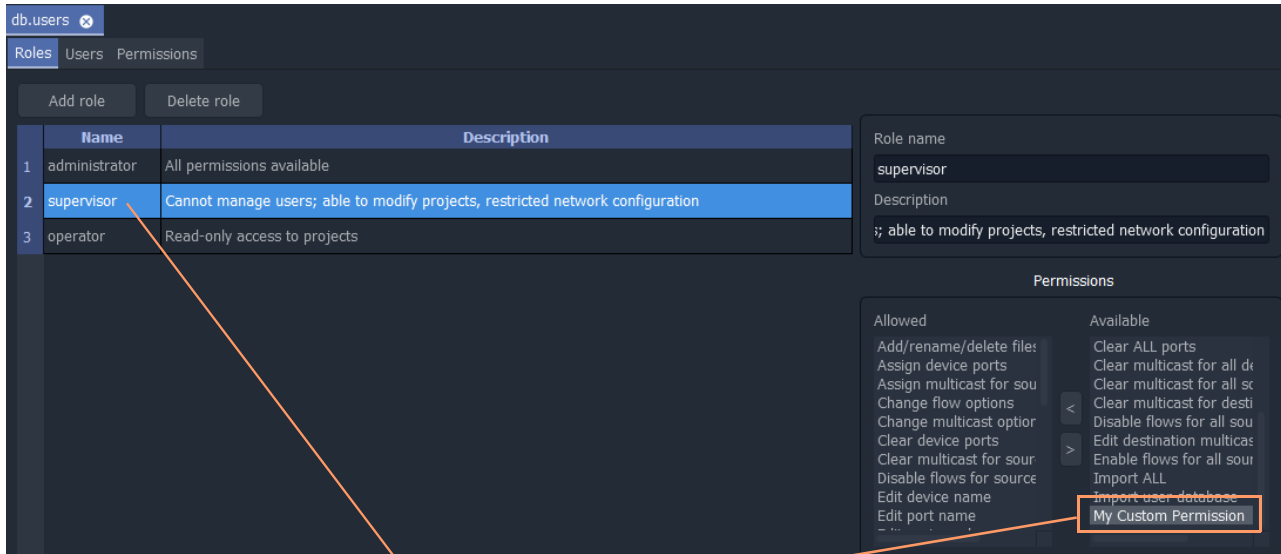 db.users
Roles Users Permissions
Add role Delete role
Name Description
1 administrator All permissions available
2 supervisor Cannot manage users; able to modify projects, restricted network configuration
3 operator Read-only access to projects
Role name
supervisor
Description
s; able to modify projects, restricted network configuration
Permissions
Allowed
Add/rename/delete files
Assign device ports
Assign multicast for sou
Change flow options
Change multicast option
Clear device ports
Clear multicast for sour
Disable flows for source
Edit device name
Edit port name
<
>
Available
Clear ALL ports
Clear multicast for all de
Clear multicast for all so
Clear multicast for desti
Disable flows for all sou
Edit destination multicas
Enable flows for all sour
Import ALL
Import user database
My Custom Permission